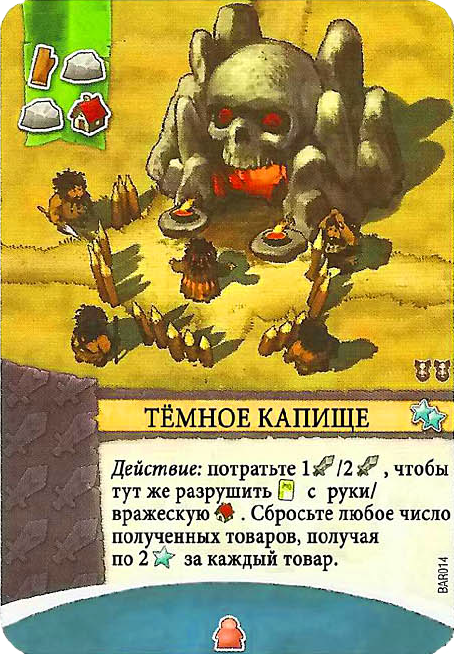 ТЁМНОЕ КАПИЩЕ
Действие: потратьте 1 /2 , чтобы
тут же разрушить с руки/
вражескую . Сбросьте любое число
полученных товаров, получая
по 2 за каждый товар.
BAR014